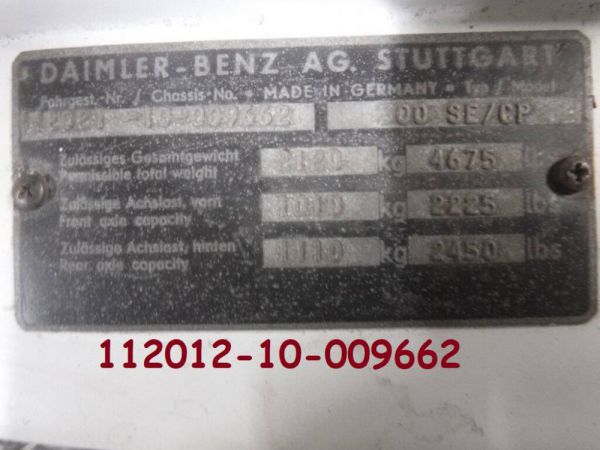 DAIMLER-BENZ AG. STUTTGART
Fahrgest.-Nr. / Chassis-No. • MADE IN GERMANY • Typ / Model
00 SE/CP
Zulässiges Gesamtgewicht
Permissible total weight
2120 kg 4675
Zulässige Achslast, vorn
Front axle capacity
1010 kg 2225 lbs
Zulässige Achslast, hinten
Rear axle capacity
1110 kg 2450 lbs
112012-10-009662